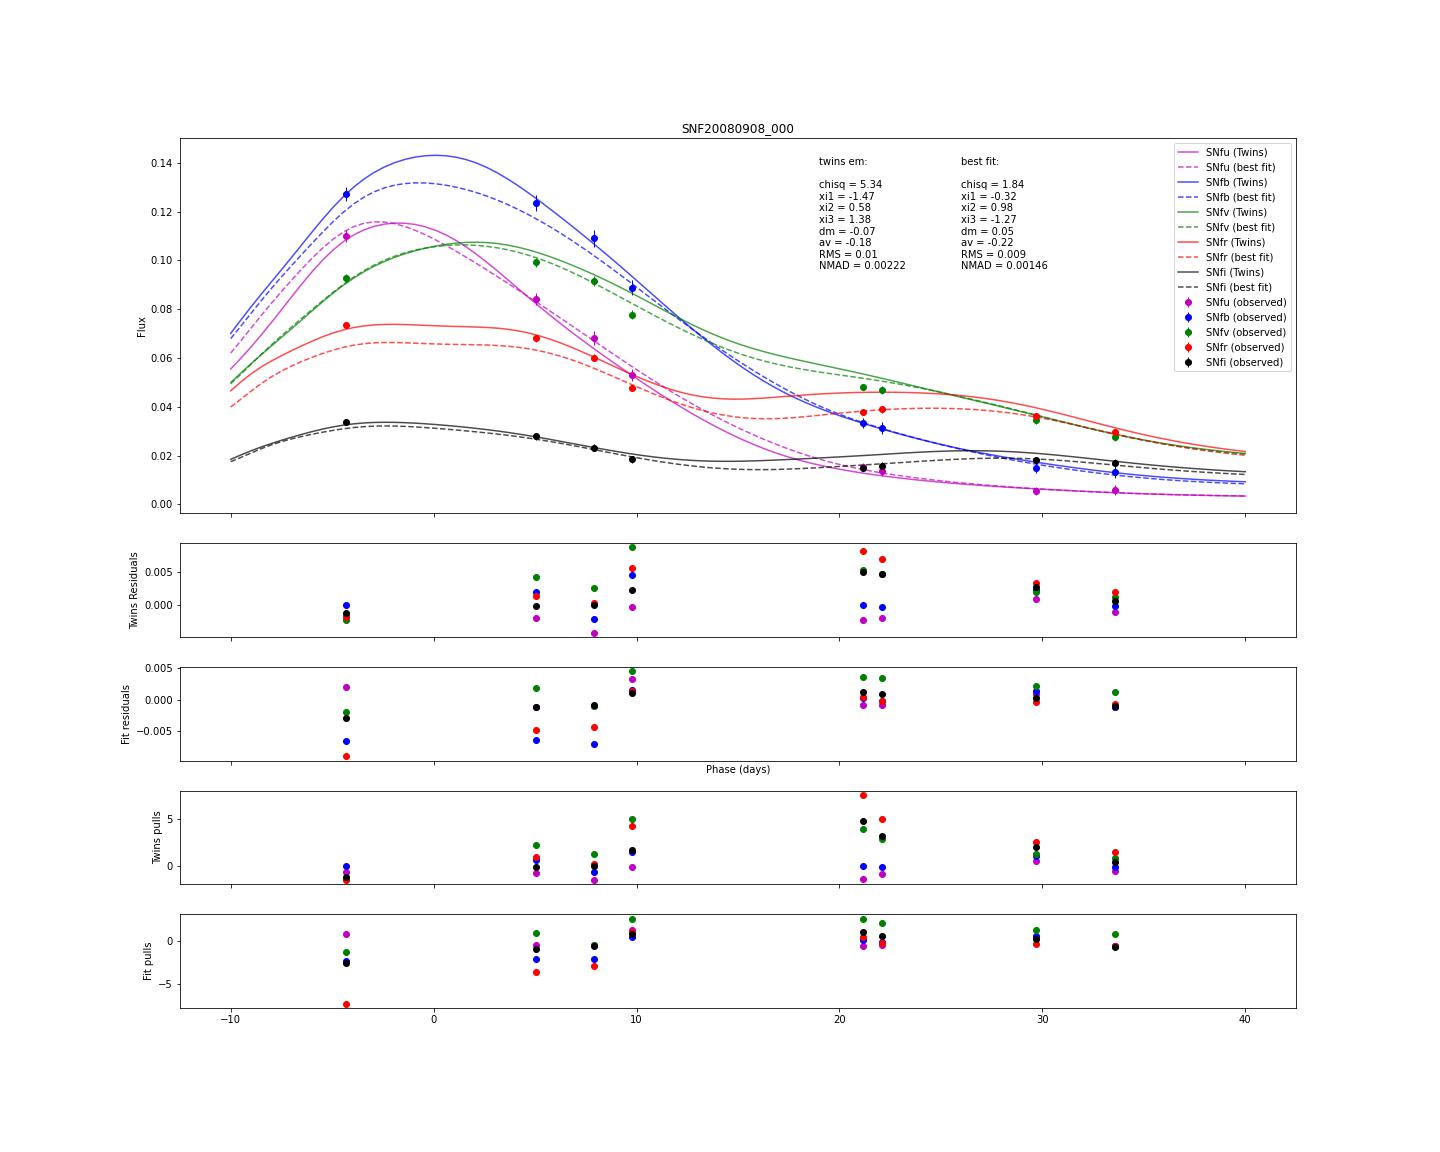 SNF20080908_000
Flux
0.14
0.12
0.10
0.08
0.06
0.04
0.02
0.00
twins em:
chisq = 5.34
xi1 = -1.47
xi2 = 0.58
xi3 = 1.38
dm = -0.07
av = -0.18
RMS = 0.01
NMAD = 0.00222
best fit:
chisq = 1.84
xi1 = -0.32
xi2 = 0.98
xi3 = -1.27
dm = 0.05
av = -0.22
RMS = 0.009
NMAD = 0.00146
SNfu (Twins)
SNfu (best fit)
SNfb (Twins)
SNfb (best fit)
SNfv (Twins)
SNfv (best fit)
SNfr (Twins)
SNfr (best fit)
SNfi (Twins)
SNfi (best fit)
SNfu (observed)
SNfb (observed)
SNfv (observed)
SNfr (observed)
SNfi (observed)
Twins Residuals
0.005
0.000
Fit residuals
0.005
0.000
−0.005
Phase (days)
Twins pulls
5
0
Fit pulls
0
−5
−10
0
10
20
30
40